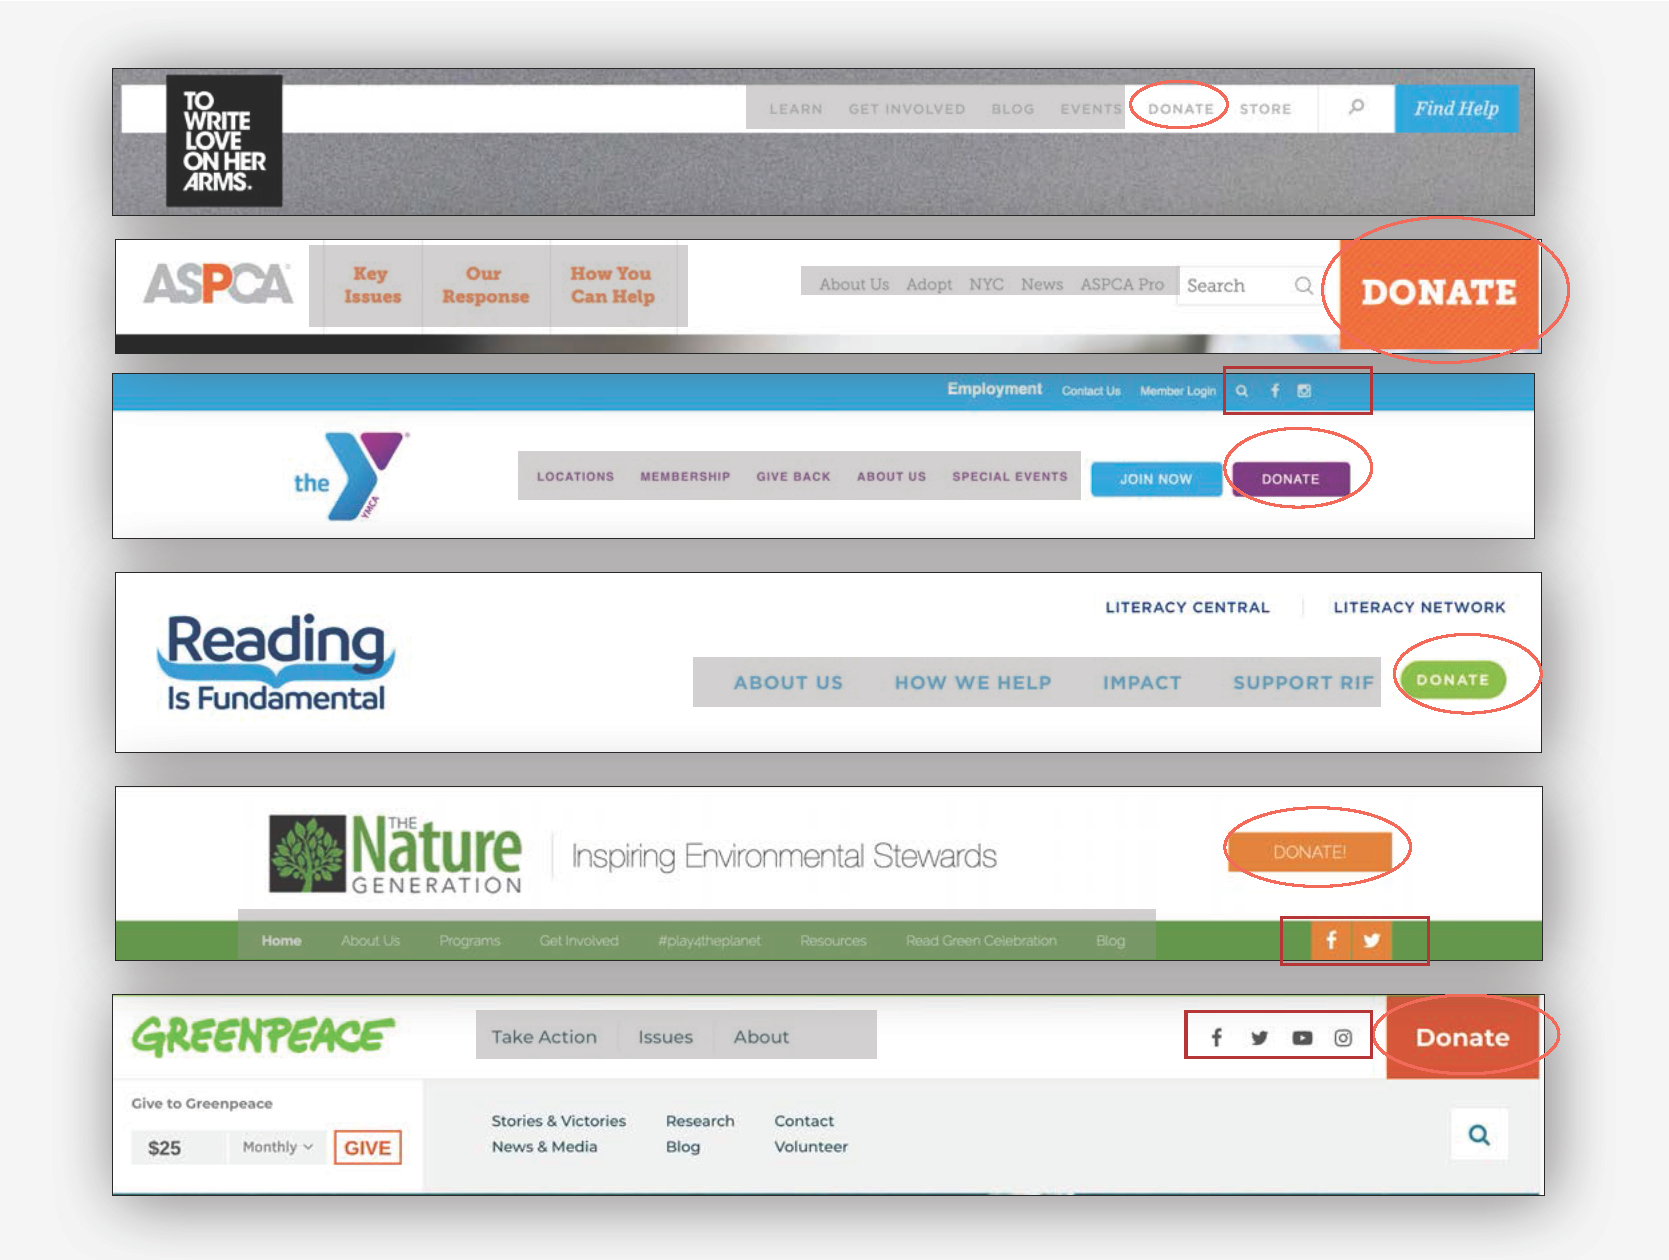 TO
WRITE
LOVE
ON HER
ARMS.
LEARN GET INVOLVED BLOG EVENTS DONATE STORE Find Help
ASPCA
Key
Issues
Our
Response
How You
Can Help
About Us Adopt NYC News ASPCA Pro Search DONATE
Employment Contact Us Member Login
the
YMCA
LOCATIONS MEMBERSHIP GIVE BACK ABOUT US SPECIAL EVENTS JOIN NOW DONATE
LITERACY CENTRAL LITERACY NETWORK
Reading
Is Fundamental
ABOUT US HOW WE HELP IMPACT SUPPORT RIF DONATE
THE
Nature
GENERATION
Inspiring Environmental Stewards DONATE!
Home About Us Programs Get Involved #play4theplanet Resources Read Green Celebration Blog
GREENPEACE Take Action Issues About Donate
Give to Greenpeace
$25 Monthly GIVE
Stories & Victories Research Contact
News & Media Blog Volunteer